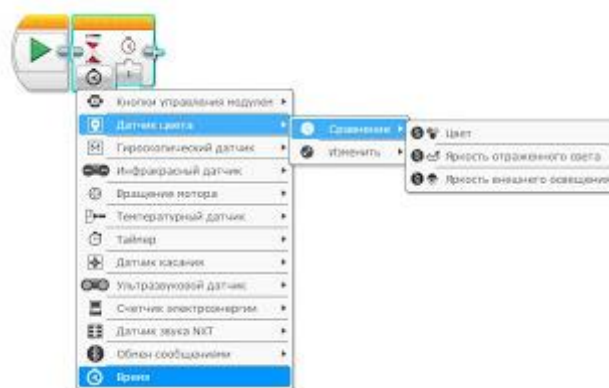 Кнопки управления модулем
Датчик цвета
Сравнение
Цвет
Гироскопический датчик
Изменить
Яркость отраженного света
Инфракрасный датчик
Яркость внешнего освещения
Вращение мотора
Температурный датчик
Таймер
Датчик касания
Ультразвуковой датчик
Счетчик электроэнергии
Датчик звука NXT
Обмен сообщениями
Время